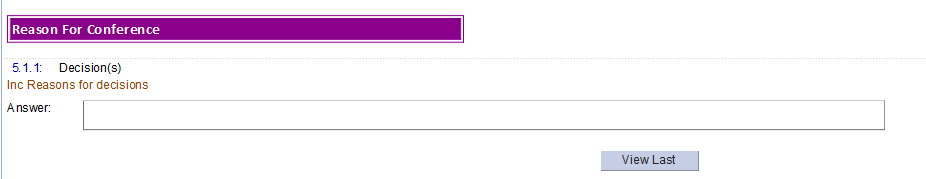 Reason For Conference
5.1.1: Decision(s)
Inc Reasons for decisions
Answer:
View Last